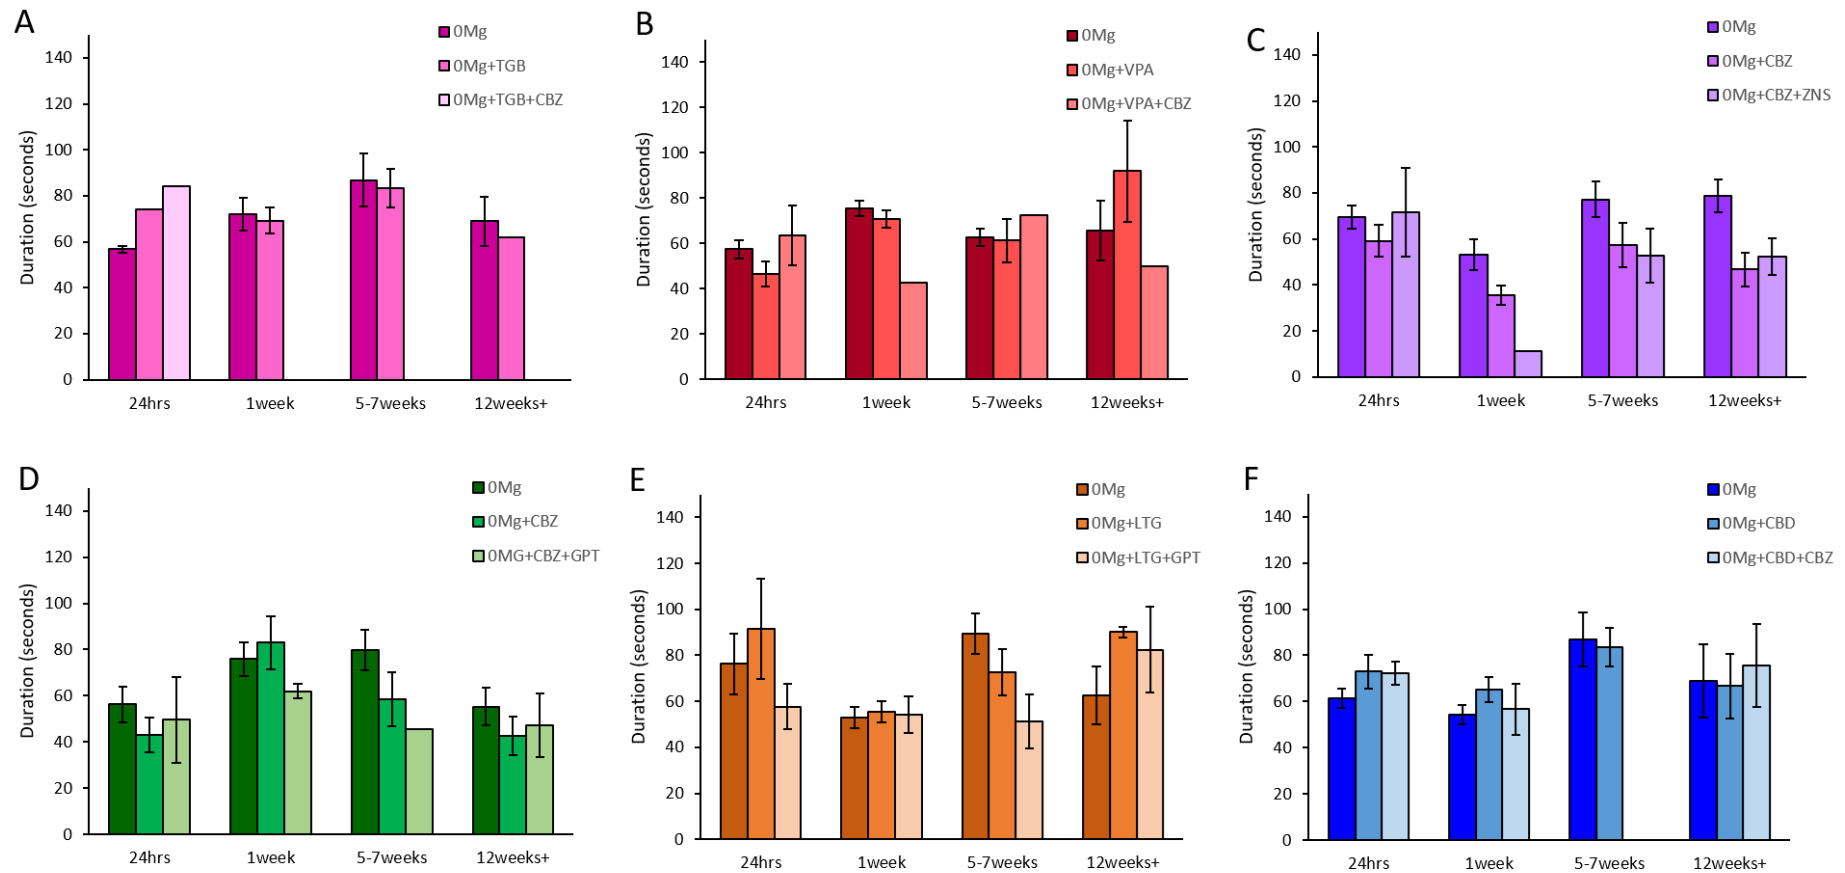 A
0Mg
0Mg+TGB
0Mg+TGB+CBZ
Duration (seconds)
140
120
100
80
60
40
20
0
24hrs 1week 5-7weeks 12weeks+
B
0Mg
0Mg+VPA
0Mg+VPA+CBZ
Duration (seconds)
140
120
100
80
60
40
20
0
24hrs 1week 5-7weeks 12weeks+
C
0Mg
0Mg+CBZ
0Mg+CBZ+ZNS
Duration (seconds)
140
120
100
80
60
40
20
0
24hrs 1week 5-7weeks 12weeks+
D
0Mg
0Mg+CBZ
0MG+CBZ+GPT
Duration (seconds)
140
120
100
80
60
40
20
0
24hrs 1week 5-7weeks 12weeks+
E
0Mg
0Mg+LTG
0Mg+LTG+GPT
Duration (seconds)
140
120
100
80
60
40
20
0
24hrs 1week 5-7weeks 12weeks+
F
0Mg
0Mg+CBD
0Mg+CBD+CBZ
Duration (seconds)
140
120
100
80
60
40
20
0
24hrs 1week 5-7weeks 12weeks+